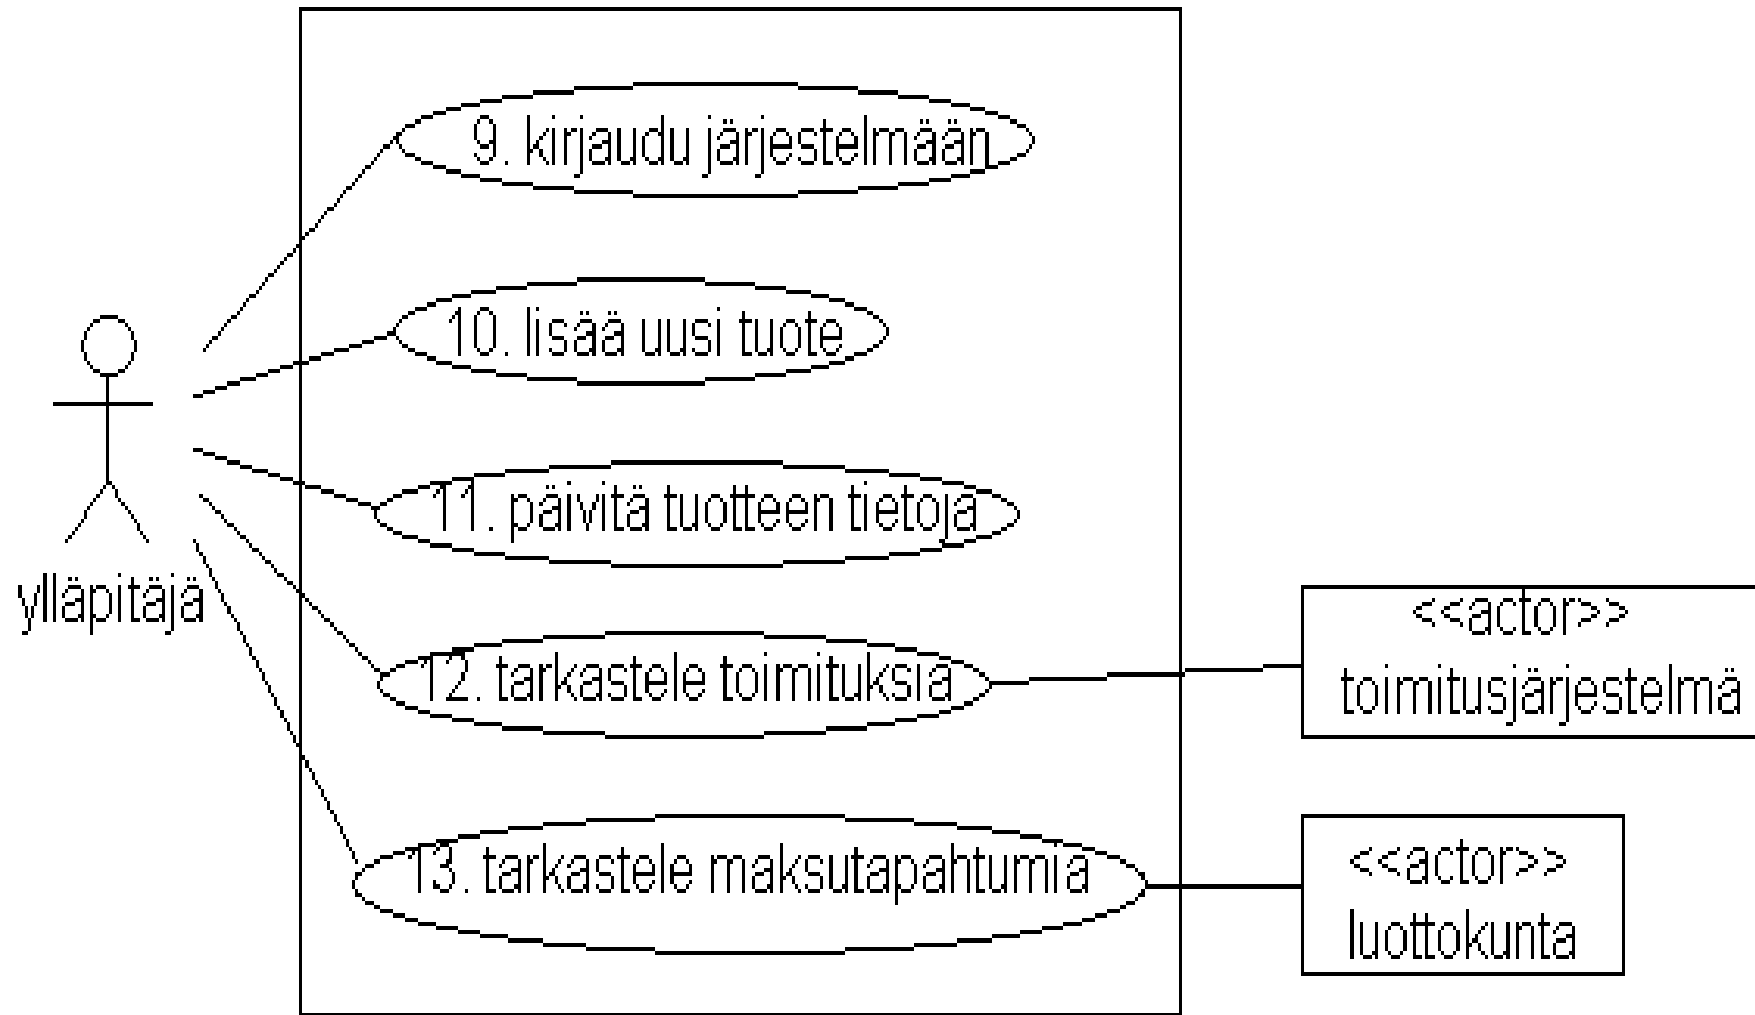 9. kirjaudu järjestelmään
10. lisää uusi tuote
11. päivitä tuotteen tietoja
ylläpitäjä
12. tarkastele toimituksia
<<actor>>
toimitusjärjestelmä
13. tarkastele maksutapahtumia
<<actor>>
luottokunta